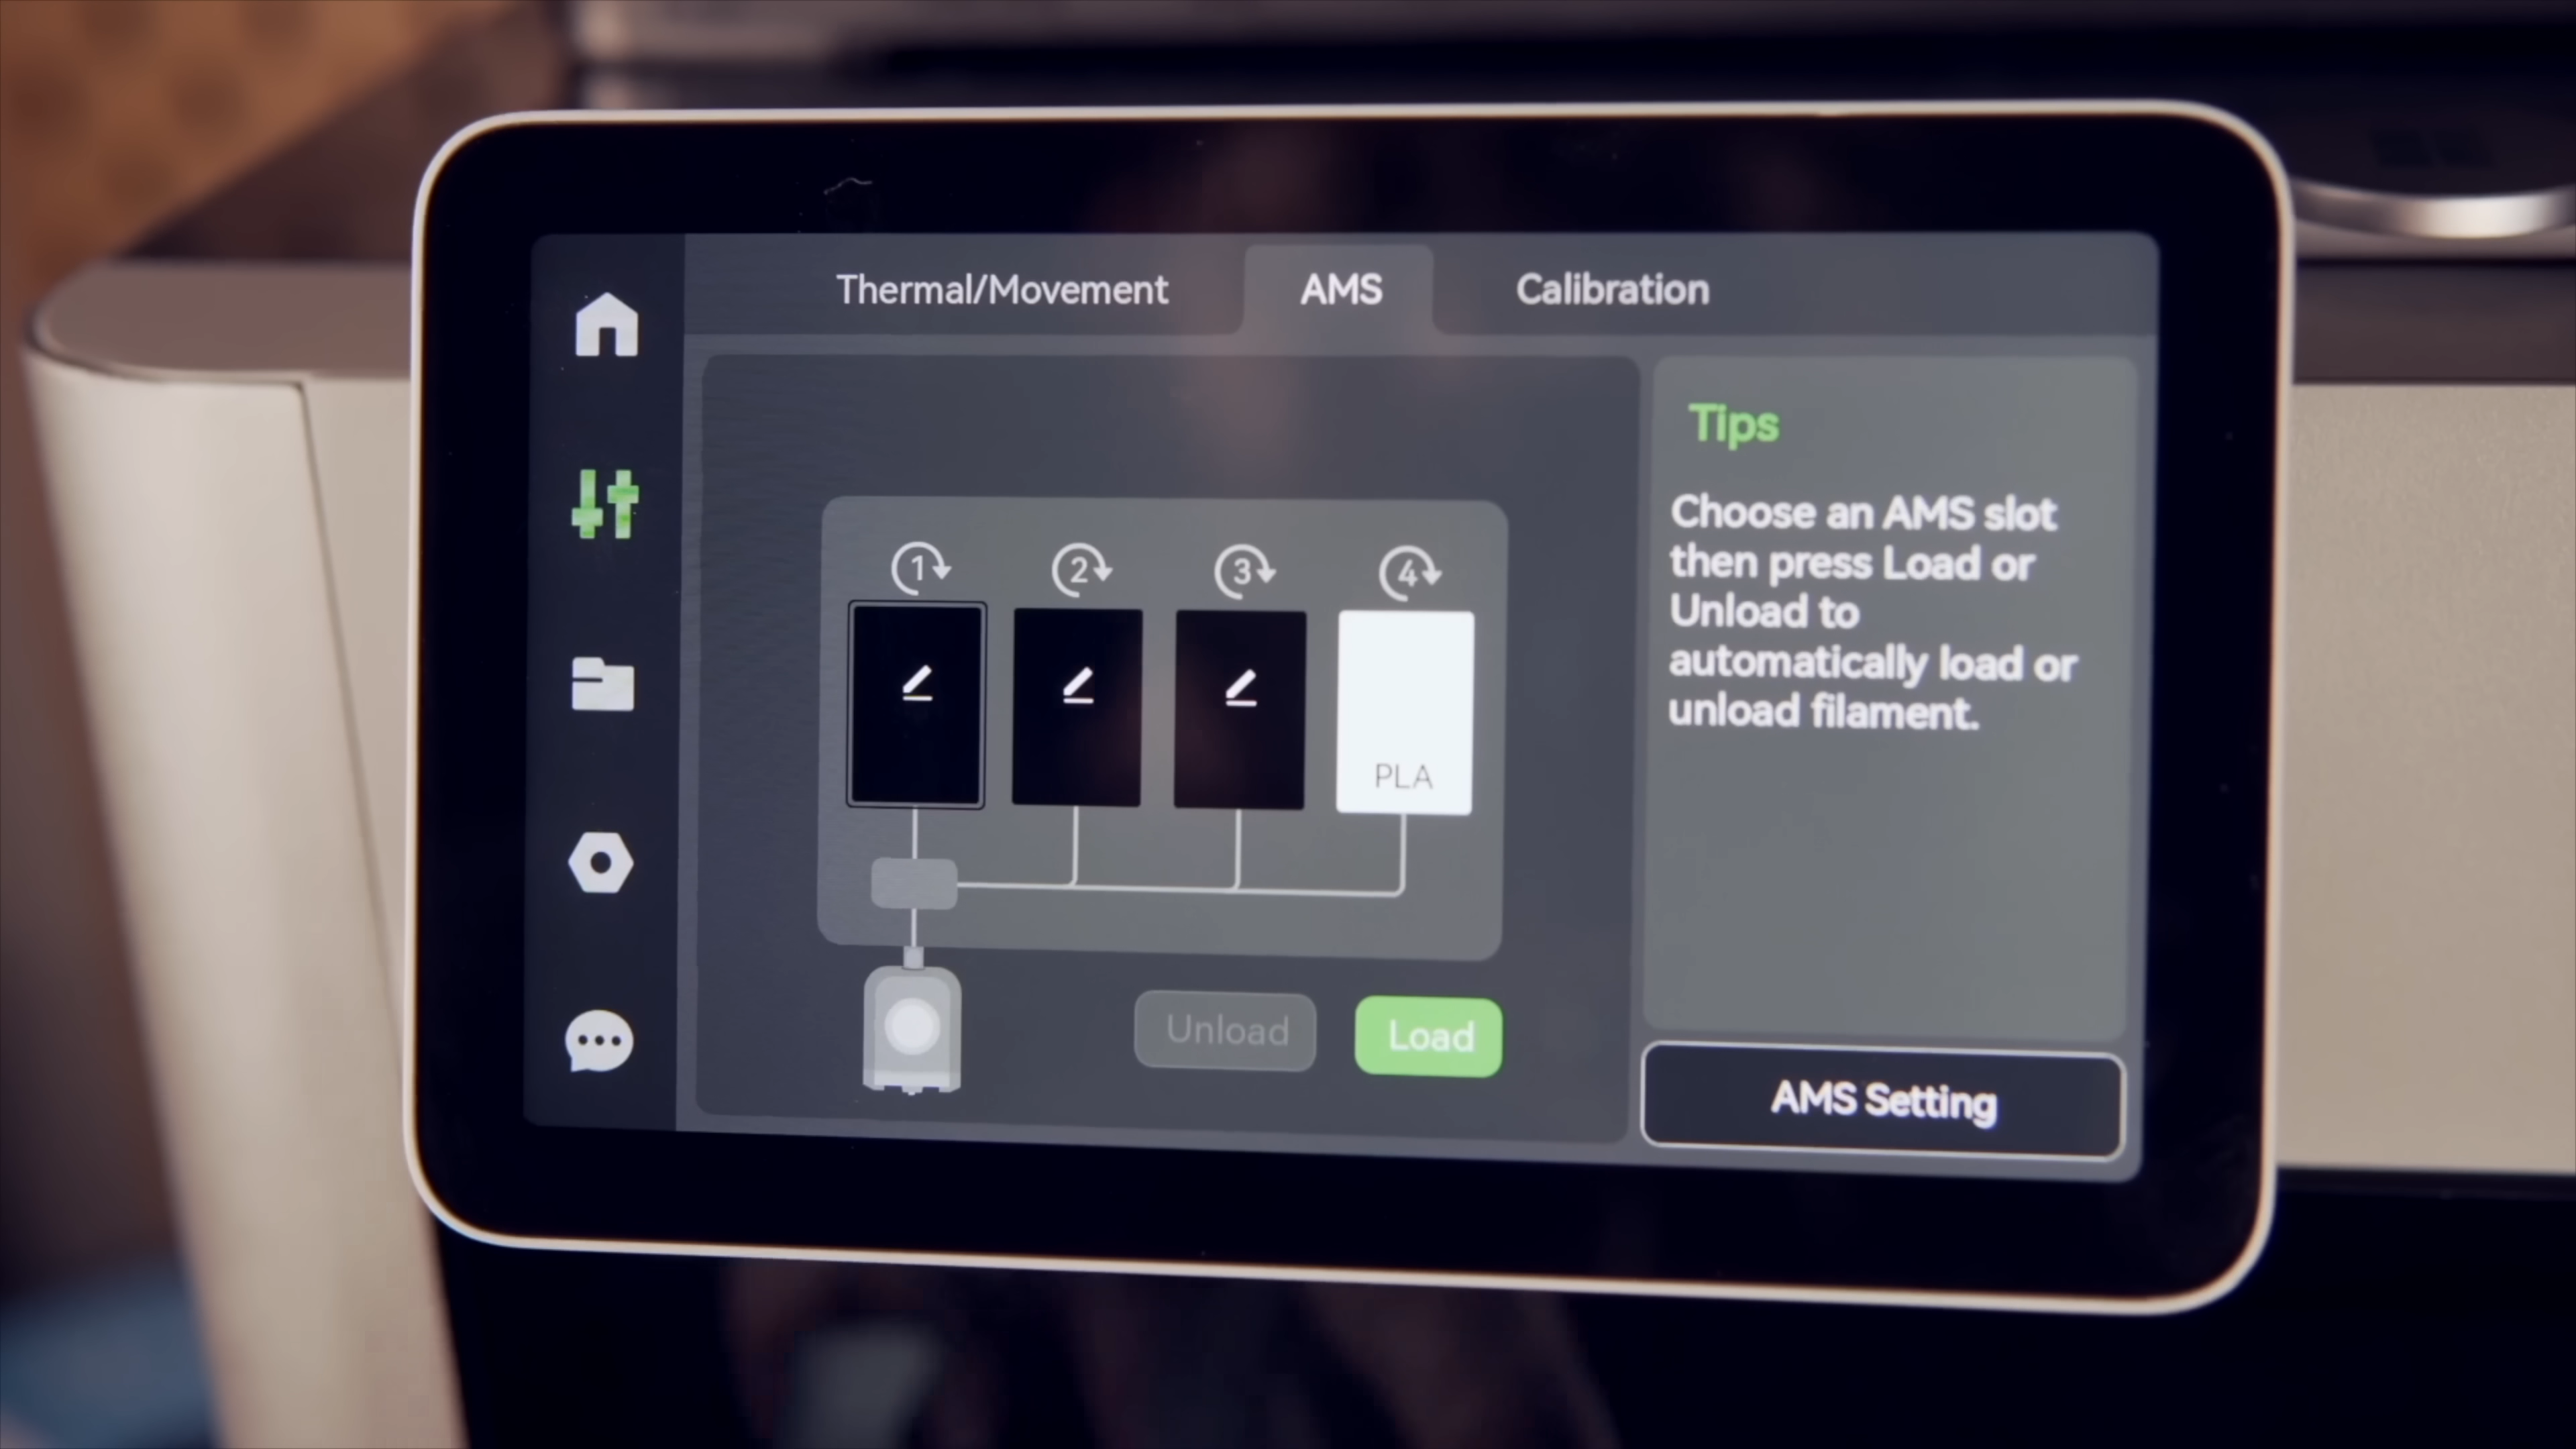 Thermal/Movement
AMS
Calibration
1
2
3
4
PLA
Unload
Load
Tips
Choose an AMS slot
then press Load or
Unload to
automatically load or
unload filament.
AMS Setting